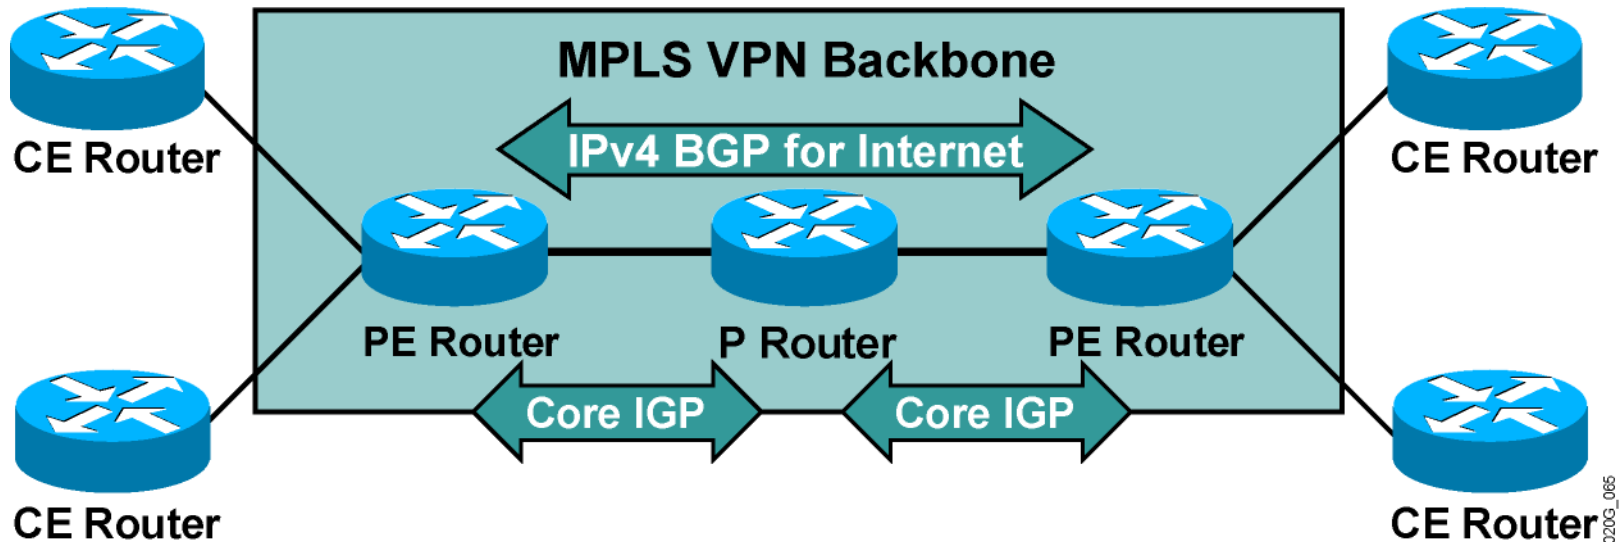 MPLS VPN Backbone
IPv4 BGP for Internet
CE Router
CE Router
PE Router
P Router
PE Router
Core IGP
Core IGP
CE Router
CE Router
020G_065